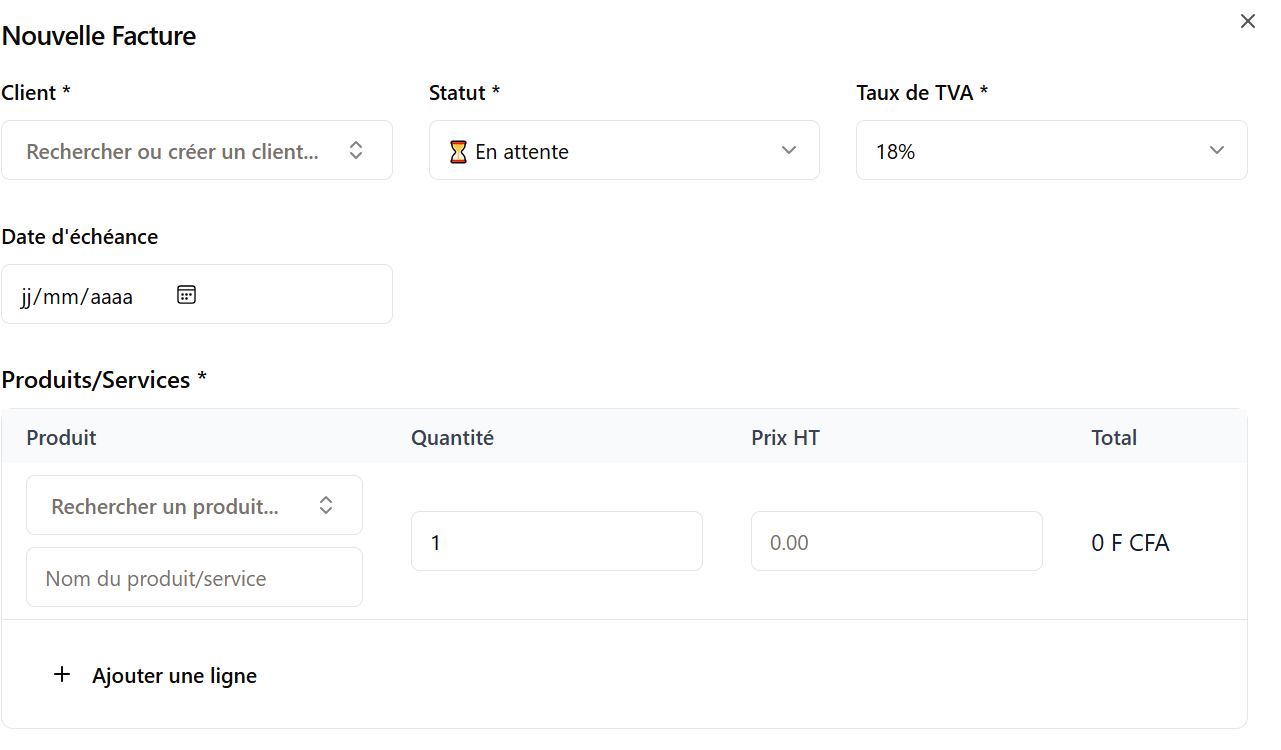 Nouvelle Facture
Client *
Statut *
Taux de TVA *
Rechercher ou créer un client...
⏳ En attente
18%
Date d'échéance
jj/mm/aaaa
Produits/Services *
Produit
Quantité
Prix HT
Total
Rechercher un produit...
Nom du produit/service
1
0.00
0 F CFA
+ Ajouter une ligne